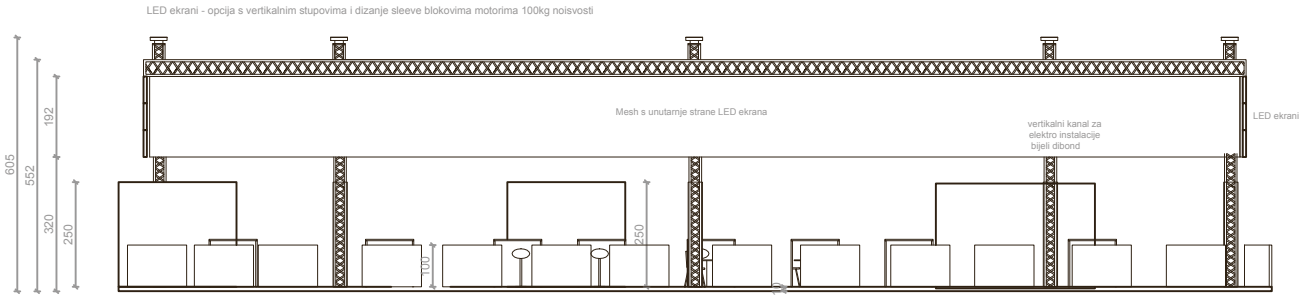 LED ekrani - opcija s vertikalnim stupovima i dizanje sleeve blokovima motorima 100kg noisvosti
Mesh s unutarnje strane LED ekrana
LED ekrani
vertikalni kanal za
elektro instalacije
bijeli dibond
605
552
192
320
250
100
250